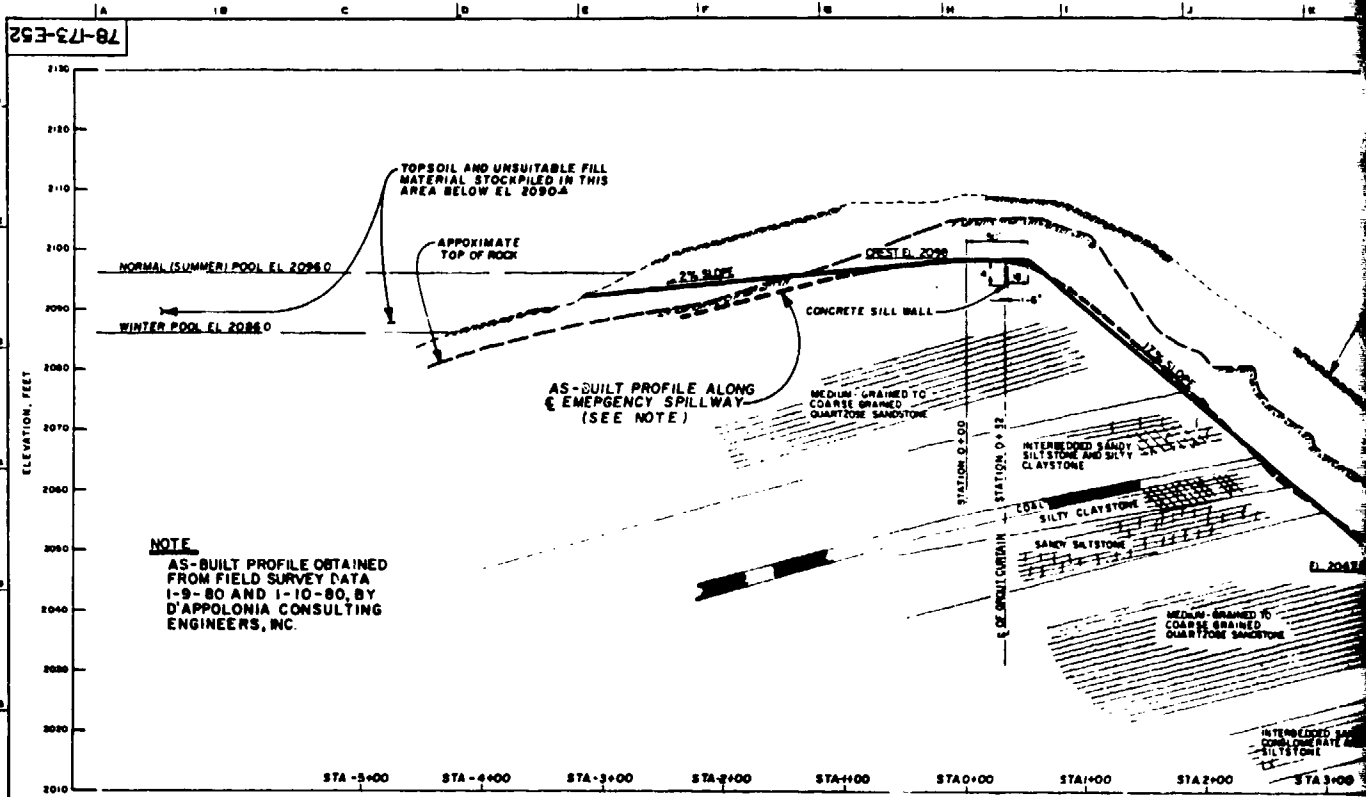 A B C D E F G H I J K
78-173-E52
2130
2120
2110
2100
2090
2080
2070
2060
2050
2040
2030
2020
2010
ELEVATION, FEET
TOPSOIL AND UNSUITABLE FILL
MATERIAL STOCKPILED IN THIS
AREA BELOW EL 2090±
APPOXIMATE
TOP OF ROCK
NORMAL (SUMMER) POOL EL 2096.0
WINTER POOL EL 2086.0
2% SLOPE
CREST EL 2098
CONCRETE SILL WALL
6"
17% SLOPE
AS-BUILT PROFILE ALONG
℄ EMERGENCY SPILLWAY
(SEE NOTE)
MEDIUM-GRAINED TO
COARSE GRAINED
QUARTZOSE SANDSTONE
STATION 0+00
STATION 0+32
℄ OF GROUT CURTAIN
INTERBEDDED SANDY
SILTSTONE AND SILTY
CLAYSTONE
COAL
SILTY CLAYSTONE
SANDY SILTSTONE
MEDIUM-GRAINED TO
COARSE GRAINED
QUARTZOSE SANDSTONE
INTERBEDDED
CONGLOMERATE
SILTSTONE
NOTE
AS-BUILT PROFILE OBTAINED
FROM FIELD SURVEY DATA
1-9-80 AND 1-10-80, BY
D'APPOLONIA CONSULTING
ENGINEERS, INC.
STA -5+00 STA -4+00 STA -3+00 STA -2+00 STA -1+00 STA 0+00 STA 1+00 STA 2+00 STA 3+00